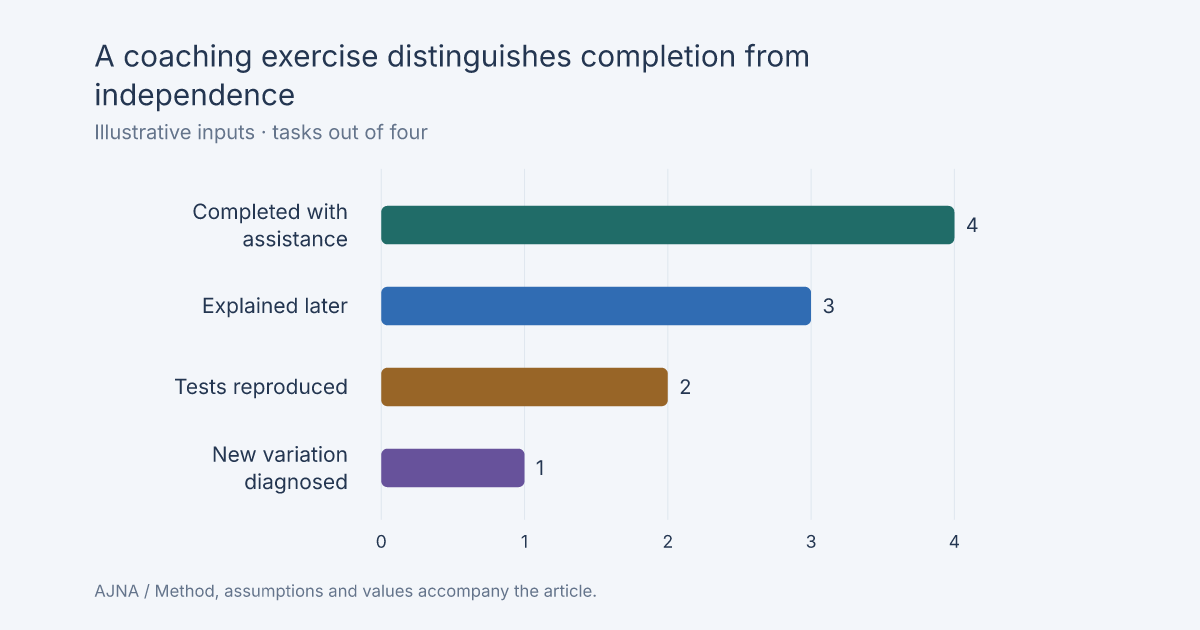 A coaching exercise distinguishes completion from
independence
Illustrative inputs · tasks out of four
Completed with
assistance
4
Explained later
3
Tests reproduced
2
New variation
diagnosed
1
0 1 2 3 4
AJNA / Method, assumptions and values accompany the article.